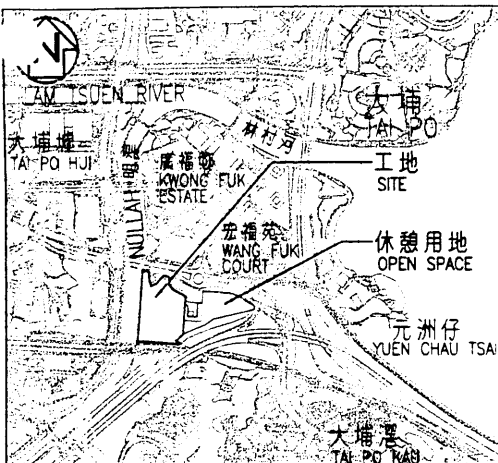 LAM TSUEN RIVER
林村河
大埔
TAI PO
大埔墟
TAI PO HUI
NULLAH 明渠
廣福邨
KWONG FUK
ESTATE
工地
SITE
宏福苑
WANG FUK
COURT
休憩用地
OPEN SPACE
元洲仔
YUEN CHAU TSAI
大埔滘
TAI PO KAU